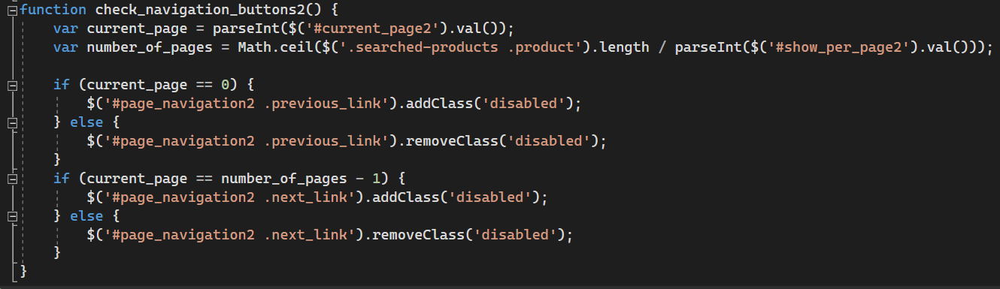 function check_navigation_buttons2() {
    var current_page = parseInt($('#current_page2').val());
    var number_of_pages = Math.ceil($('.searched-products .product').length / parseInt($('#show_per_page2').val()));

    if (current_page == 0) {
        $('#page_navigation2 .previous_link').addClass('disabled');
    } else {
        $('#page_navigation2 .previous_link').removeClass('disabled');
    }
    if (current_page == number_of_pages - 1) {
        $('#page_navigation2 .next_link').addClass('disabled');
    } else {
        $('#page_navigation2 .next_link').removeClass('disabled');
    }
}